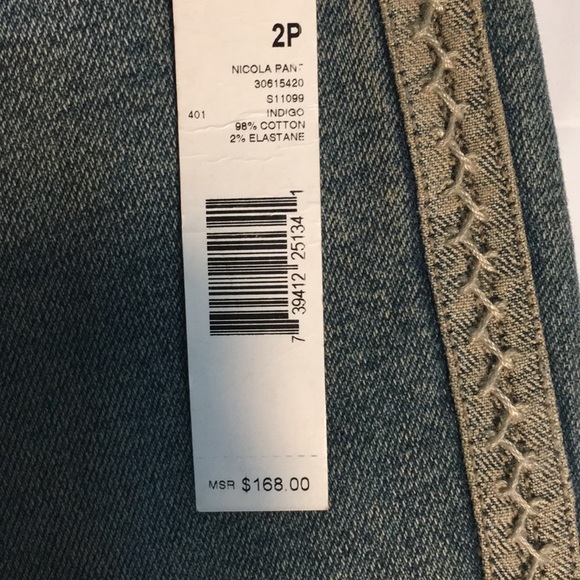 2P
NICOLA PANT
30615420
S11099
401 INDIGO
98% COTTON
2% ELASTANE
7 39412 25134 1
MSR $168.00